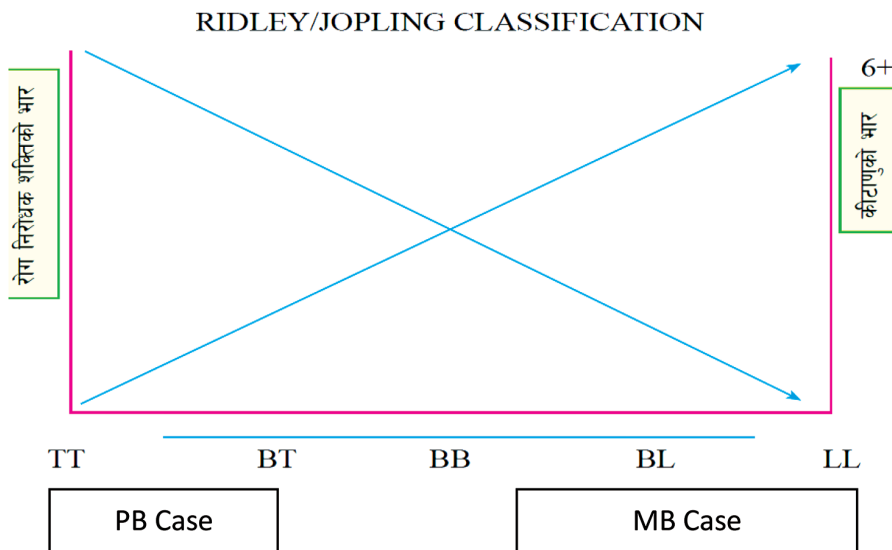 RIDLEY/JOPLING CLASSIFICATION
रोग निरोधक शक्तिको भार
6+
कीटाणुको भार
TT BT BB BL LL
PB Case MB Case